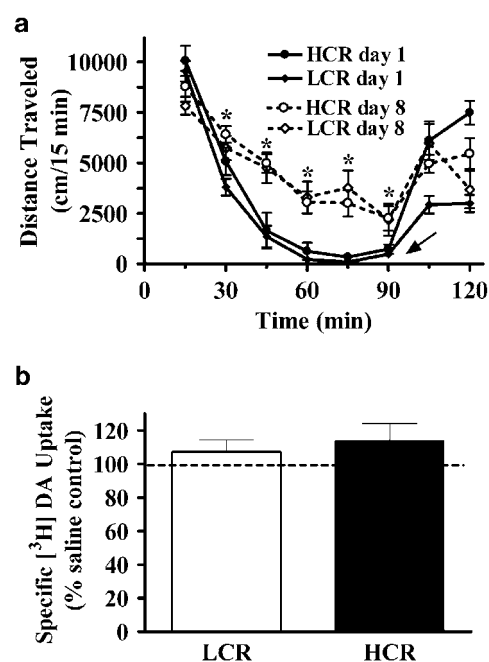 a
Distance Traveled
(cm/15 min)
10000
7500
5000
2500
0
HCR day 1
LCR day 1
HCR day 8
LCR day 8
* * * * *
0 30 60 90 120
Time (min)
b
Specific [³H] DA Uptake
(% saline control)
120
100
80
60
40
20
0
LCR HCR